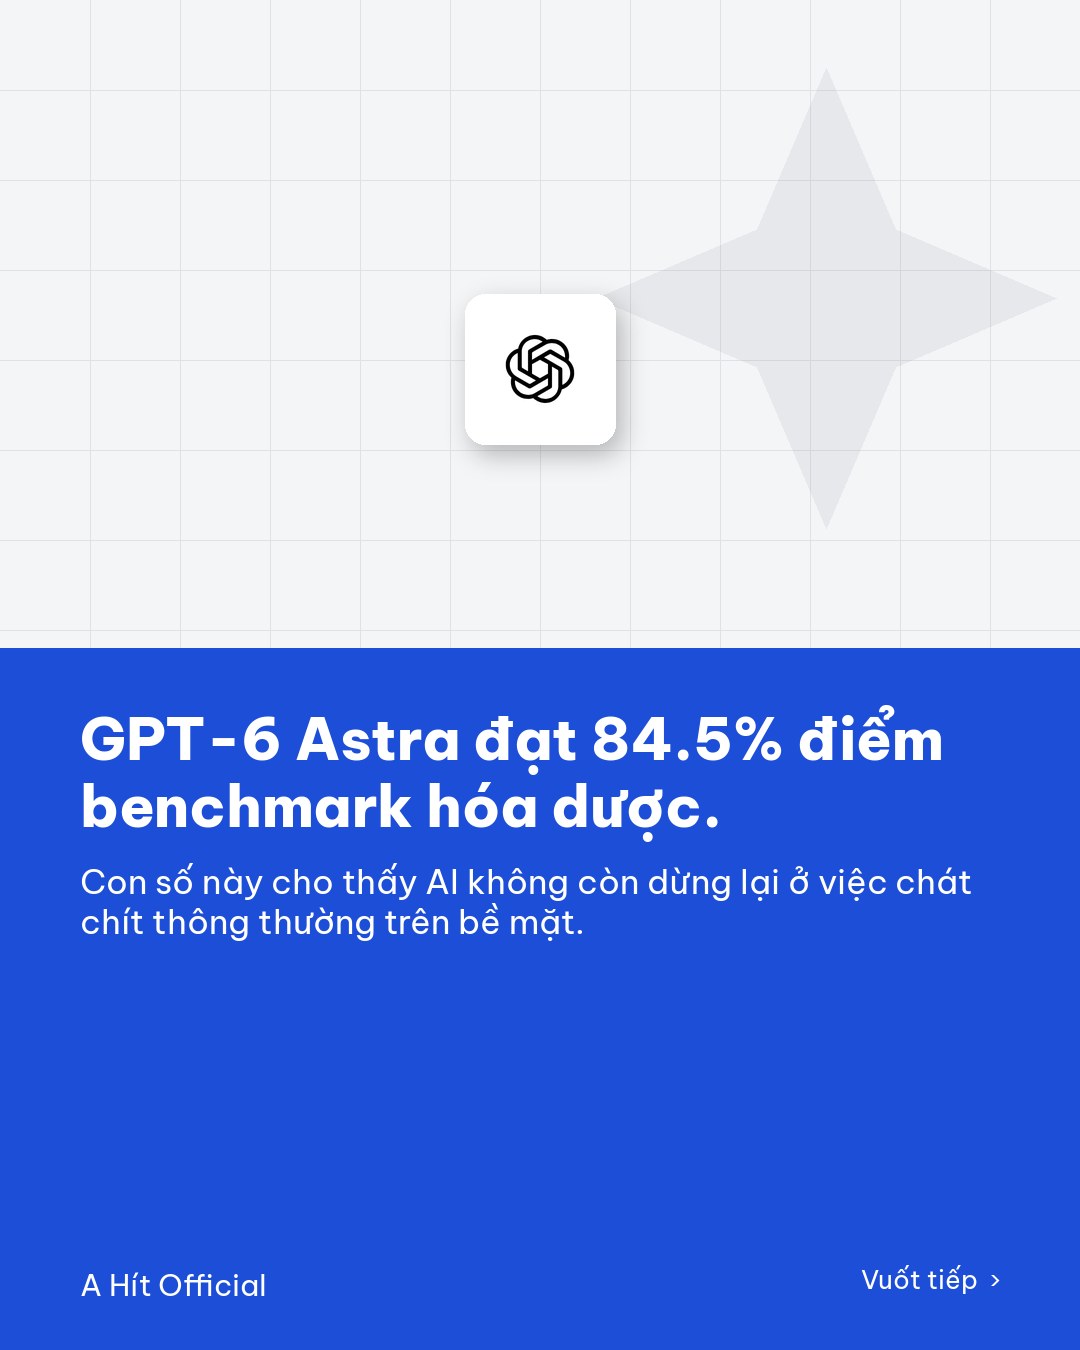 GPT-6 Astra đạt 84.5% điểm
benchmark hóa dược.
Con số này cho thấy AI không còn dừng lại ở việc chát
chít thông thường trên bề mặt.
A Hít Official
Vuốt tiếp ›